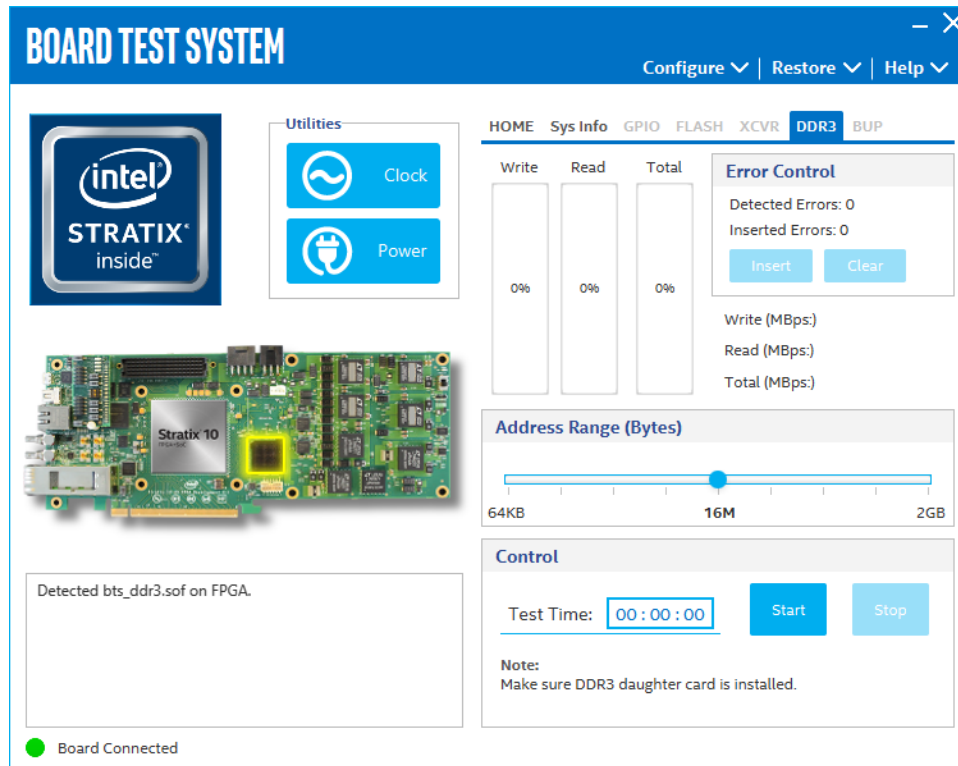 BOARD TEST SYSTEM
Configure | Restore | Help
intel
STRATIX
inside™
Utilities
Clock
Power
HOME Sys Info GPIO FLASH XCVR DDR3 BUP
Write Read Total
0% 0% 0%
Error Control
Detected Errors: 0
Inserted Errors: 0
Insert Clear
Write (MBps:)
Read (MBps:)
Total (MBps:)
Stratix 10
Address Range (Bytes)
64KB 16M 2GB
Control
Test Time: 00 : 00 : 00 Start Stop
Note:
Make sure DDR3 daughter card is installed.
Detected bts_ddr3.sof on FPGA.
Board Connected